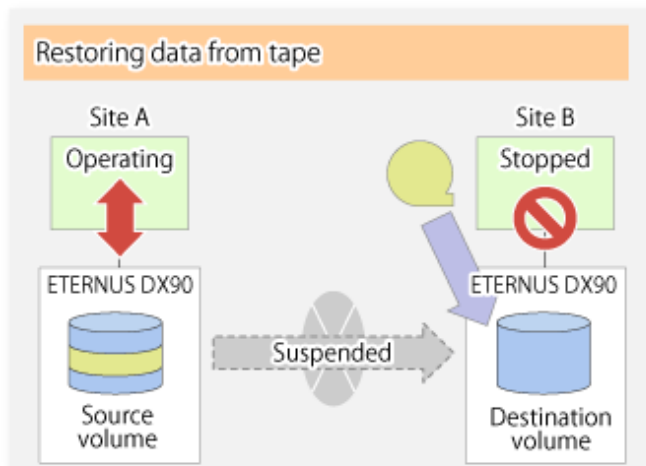 Restoring data from tape
Site A
Site B
Operating
Stopped
ETERNUS DX90
ETERNUS DX90
Suspended
Source
volume
Destination
volume